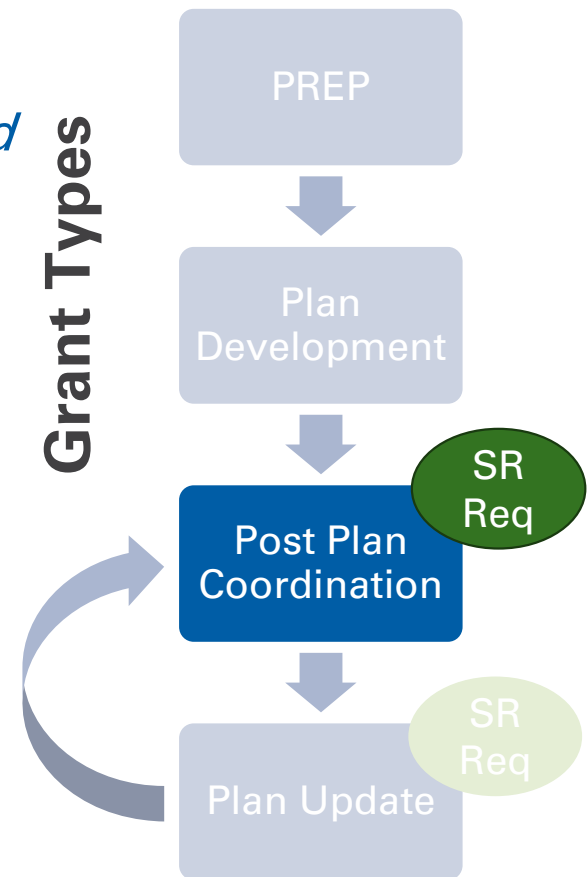 d
Grant Types
PREP
Plan
Development
SR
Req
Post Plan
Coordination
SR
Req
Plan Update